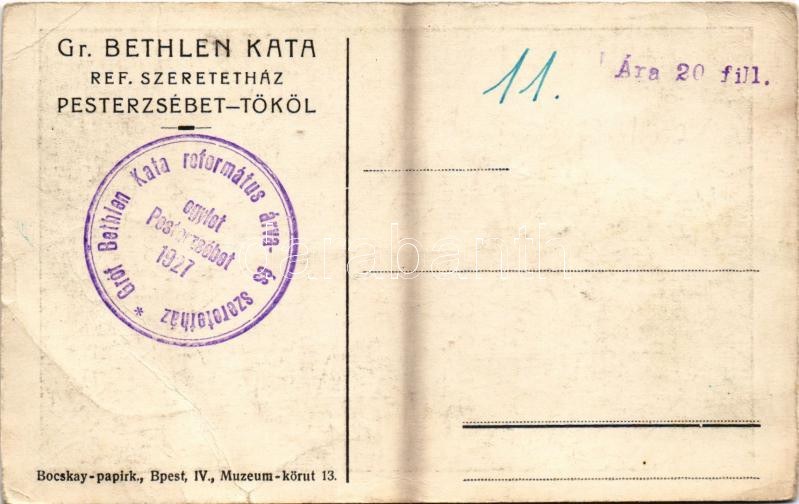 Gr. BETHLEN KATA
REF. SZERETETHÁZ
PESTERZSÉBET—TÖKÖL
* Gróf Bethlen Kata református árva- és szeretetház
egylet
Pesterzsébet
1927
11.
Ára 20 fill.
darabanth
Bocskay-papirk., Bpest, IV., Muzeum-körut 13.